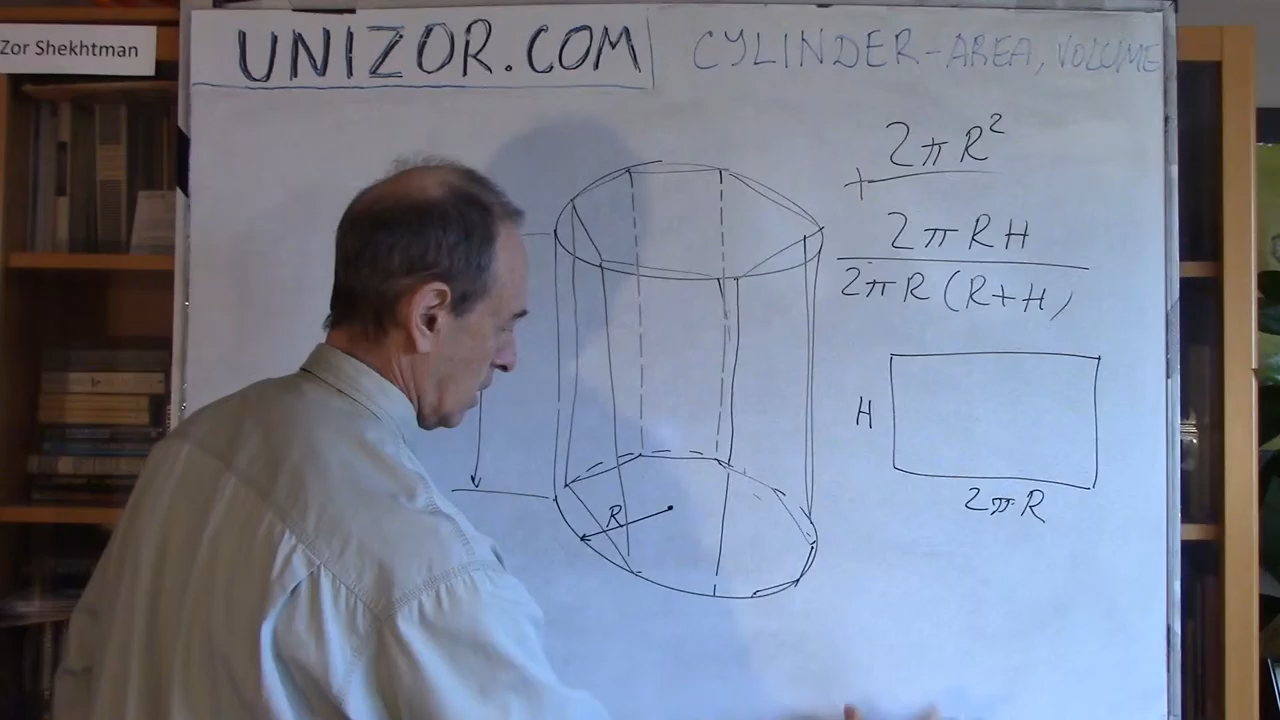 Zor Shekhtman
UNIZOR.COM
CYLINDER-AREA, VOLUME
2πR²
+
2πRH
2πR(R+H)
H
2πR
R